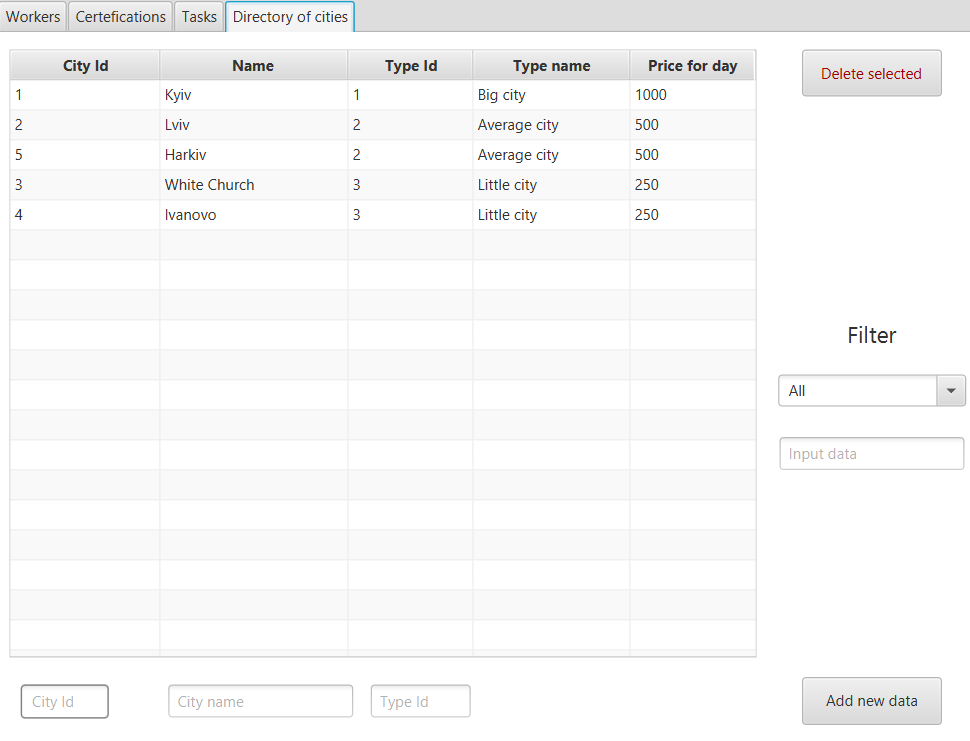 Workers Certefications Tasks Directory of cities
City Id Name Type Id Type name Price for day
1 Kyiv 1 Big city 1000
2 Lviv 2 Average city 500
5 Harkiv 2 Average city 500
3 White Church 3 Little city 250
4 Ivanovo 3 Little city 250
Delete selected
Filter
All
Input data
City Id City name Type Id
Add new data